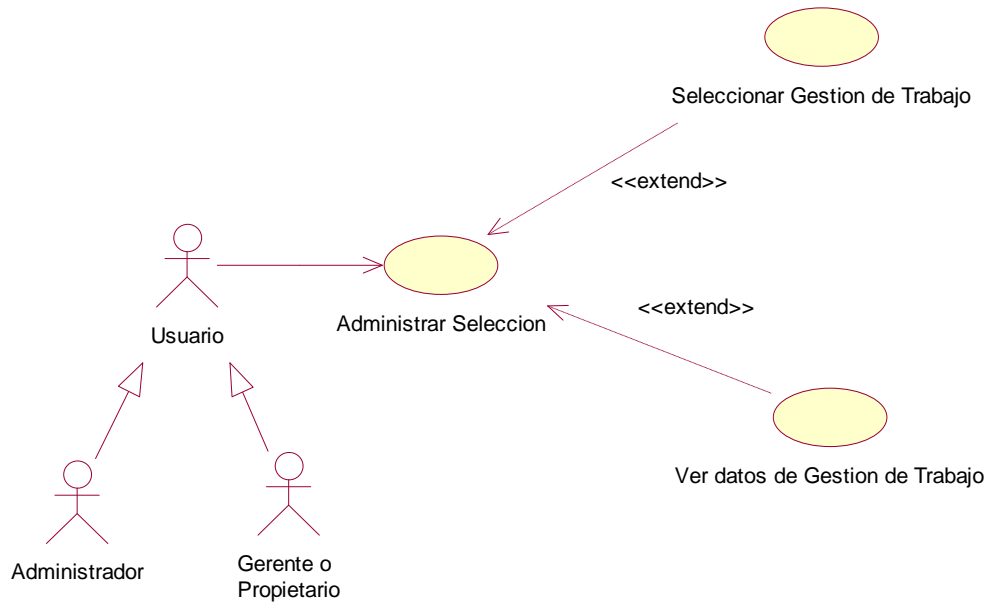 Seleccionar Gestion de Trabajo
<<extend>>
<<extend>>
Administrar Seleccion
Usuario
Ver datos de Gestion de Trabajo
Administrador
Gerente o
Propietario